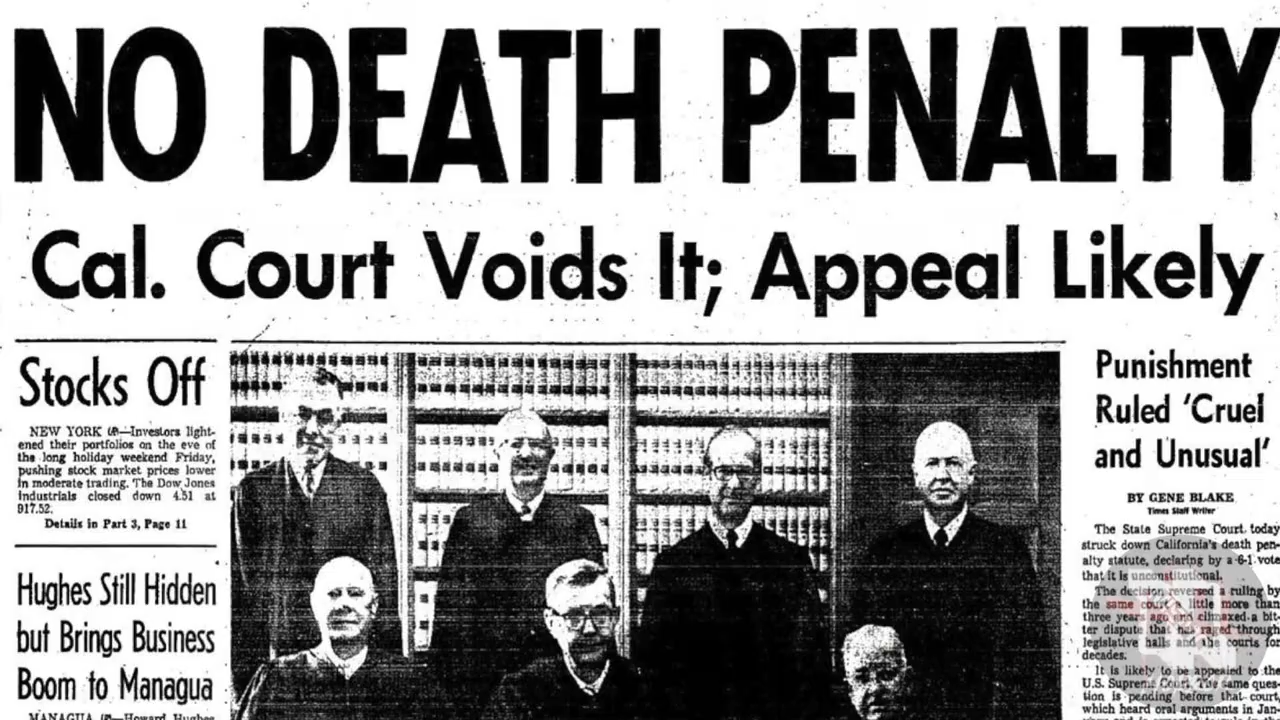 NO DEATH PENALTY
Cal. Court Voids It; Appeal Likely
Stocks Off
NEW YORK (AP)—Investors light-
ened their portfolios on the eve of
the long holiday weekend Friday,
pushing stock market prices lower
in moderate trading. The Dow Jones
industrials closed down 4.51 at
917.52.
Details in Part 3, Page 11
Hughes Still Hidden
but Brings Business
Boom to Managua
MANAGUA (AP)—Howard Hughes
Punishment
Ruled 'Cruel
and Unusual'
BY GENE BLAKE
Times Staff Writer
The State Supreme Court today
struck down California's death pen-
alty statute, declaring by a 6-1 vote
that it is unconstitutional.
The decision reversed a ruling by
the same court a little more than
three years ago and climaxed a bit-
ter dispute that has raged through
legislative halls and the courts for
decades.
It is likely to be appealed to the
U.S. Supreme Court. The same ques-
tion is pending before that court,
which heard oral arguments in Jan-